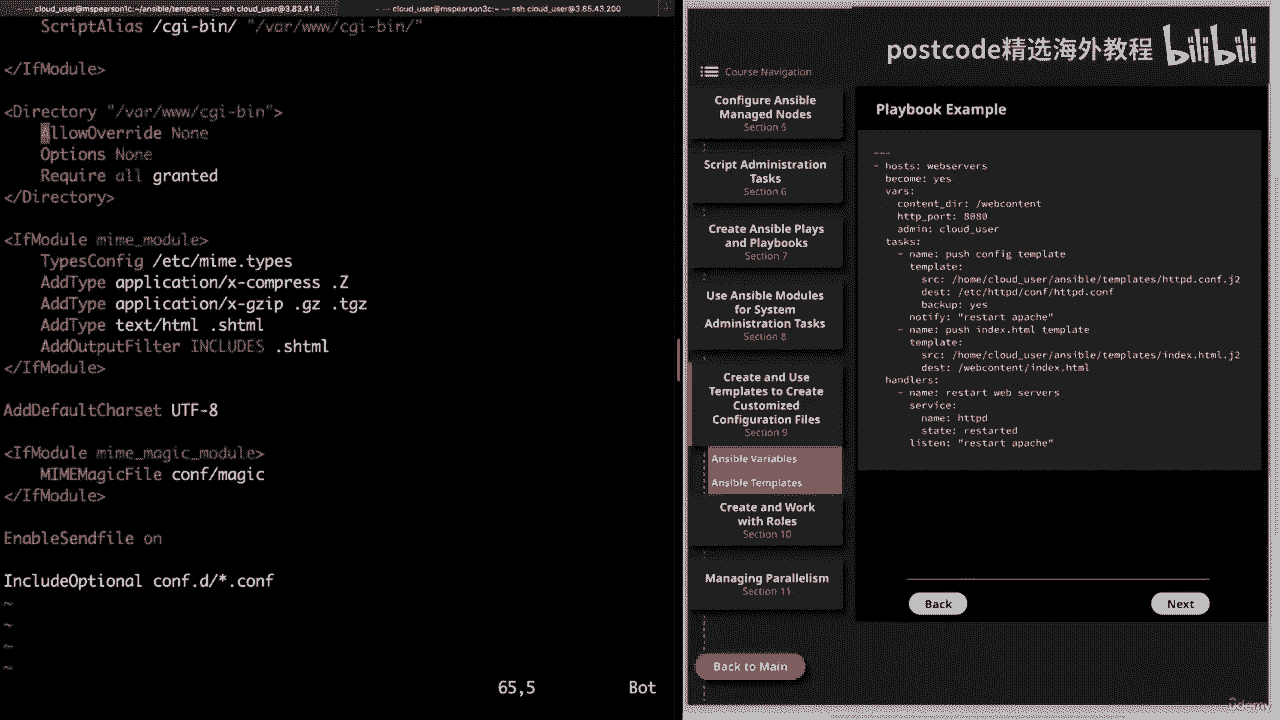 cloud_user@mspearson1c:~/ansible/templates — ssh cloud_user@3.83.41.4
cloud_user@mspearson3c:~ — ssh cloud_user@3.85.43.200
ScriptAlias /cgi-bin/ "/var/www/cgi-bin/"
</IfModule>
<Directory "/var/www/cgi-bin">
AllowOverride None
Options None
Require all granted
</Directory>
<IfModule mime_module>
TypesConfig /etc/mime.types
AddType application/x-compress .Z
AddType application/x-gzip .gz .tgz
AddType text/html .shtml
AddOutputFilter INCLUDES .shtml
</IfModule>
AddDefaultCharset UTF-8
<IfModule mime_magic_module>
MIMEMagicFile conf/magic
</IfModule>
EnableSendfile on
IncludeOptional conf.d/*.conf
~
~
~
~
65,5 Bot
postcode精选海外教程 bilibili
Course Navigation
Configure Ansible
Managed Nodes
Section 5
Script Administration
Tasks
Section 6
Create Ansible Plays
and Playbooks
Section 7
Use Ansible Modules
for System
Administration Tasks
Section 8
Create and Use
Templates to Create
Customized
Configuration Files
Section 9
Ansible Variables
Ansible Templates
Create and Work
with Roles
Section 10
Managing Parallelism
Section 11
Back to Main
Playbook Example
---
- hosts: webservers
become: yes
vars:
content_dir: /webcontent
http_port: 8080
admin: cloud_user
tasks:
- name: push config template
template:
src: /home/cloud_user/ansible/templates/httpd.conf.j2
dest: /etc/httpd/conf/httpd.conf
backup: yes
notify: "restart apache"
- name: push index.html template
template:
src: /home/cloud_user/ansible/templates/index.html.j2
dest: /webcontent/index.html
handlers:
- name: restart web servers
service:
name: httpd
state: restarted
listen: "restart apache"
Back
Next
ûdemy